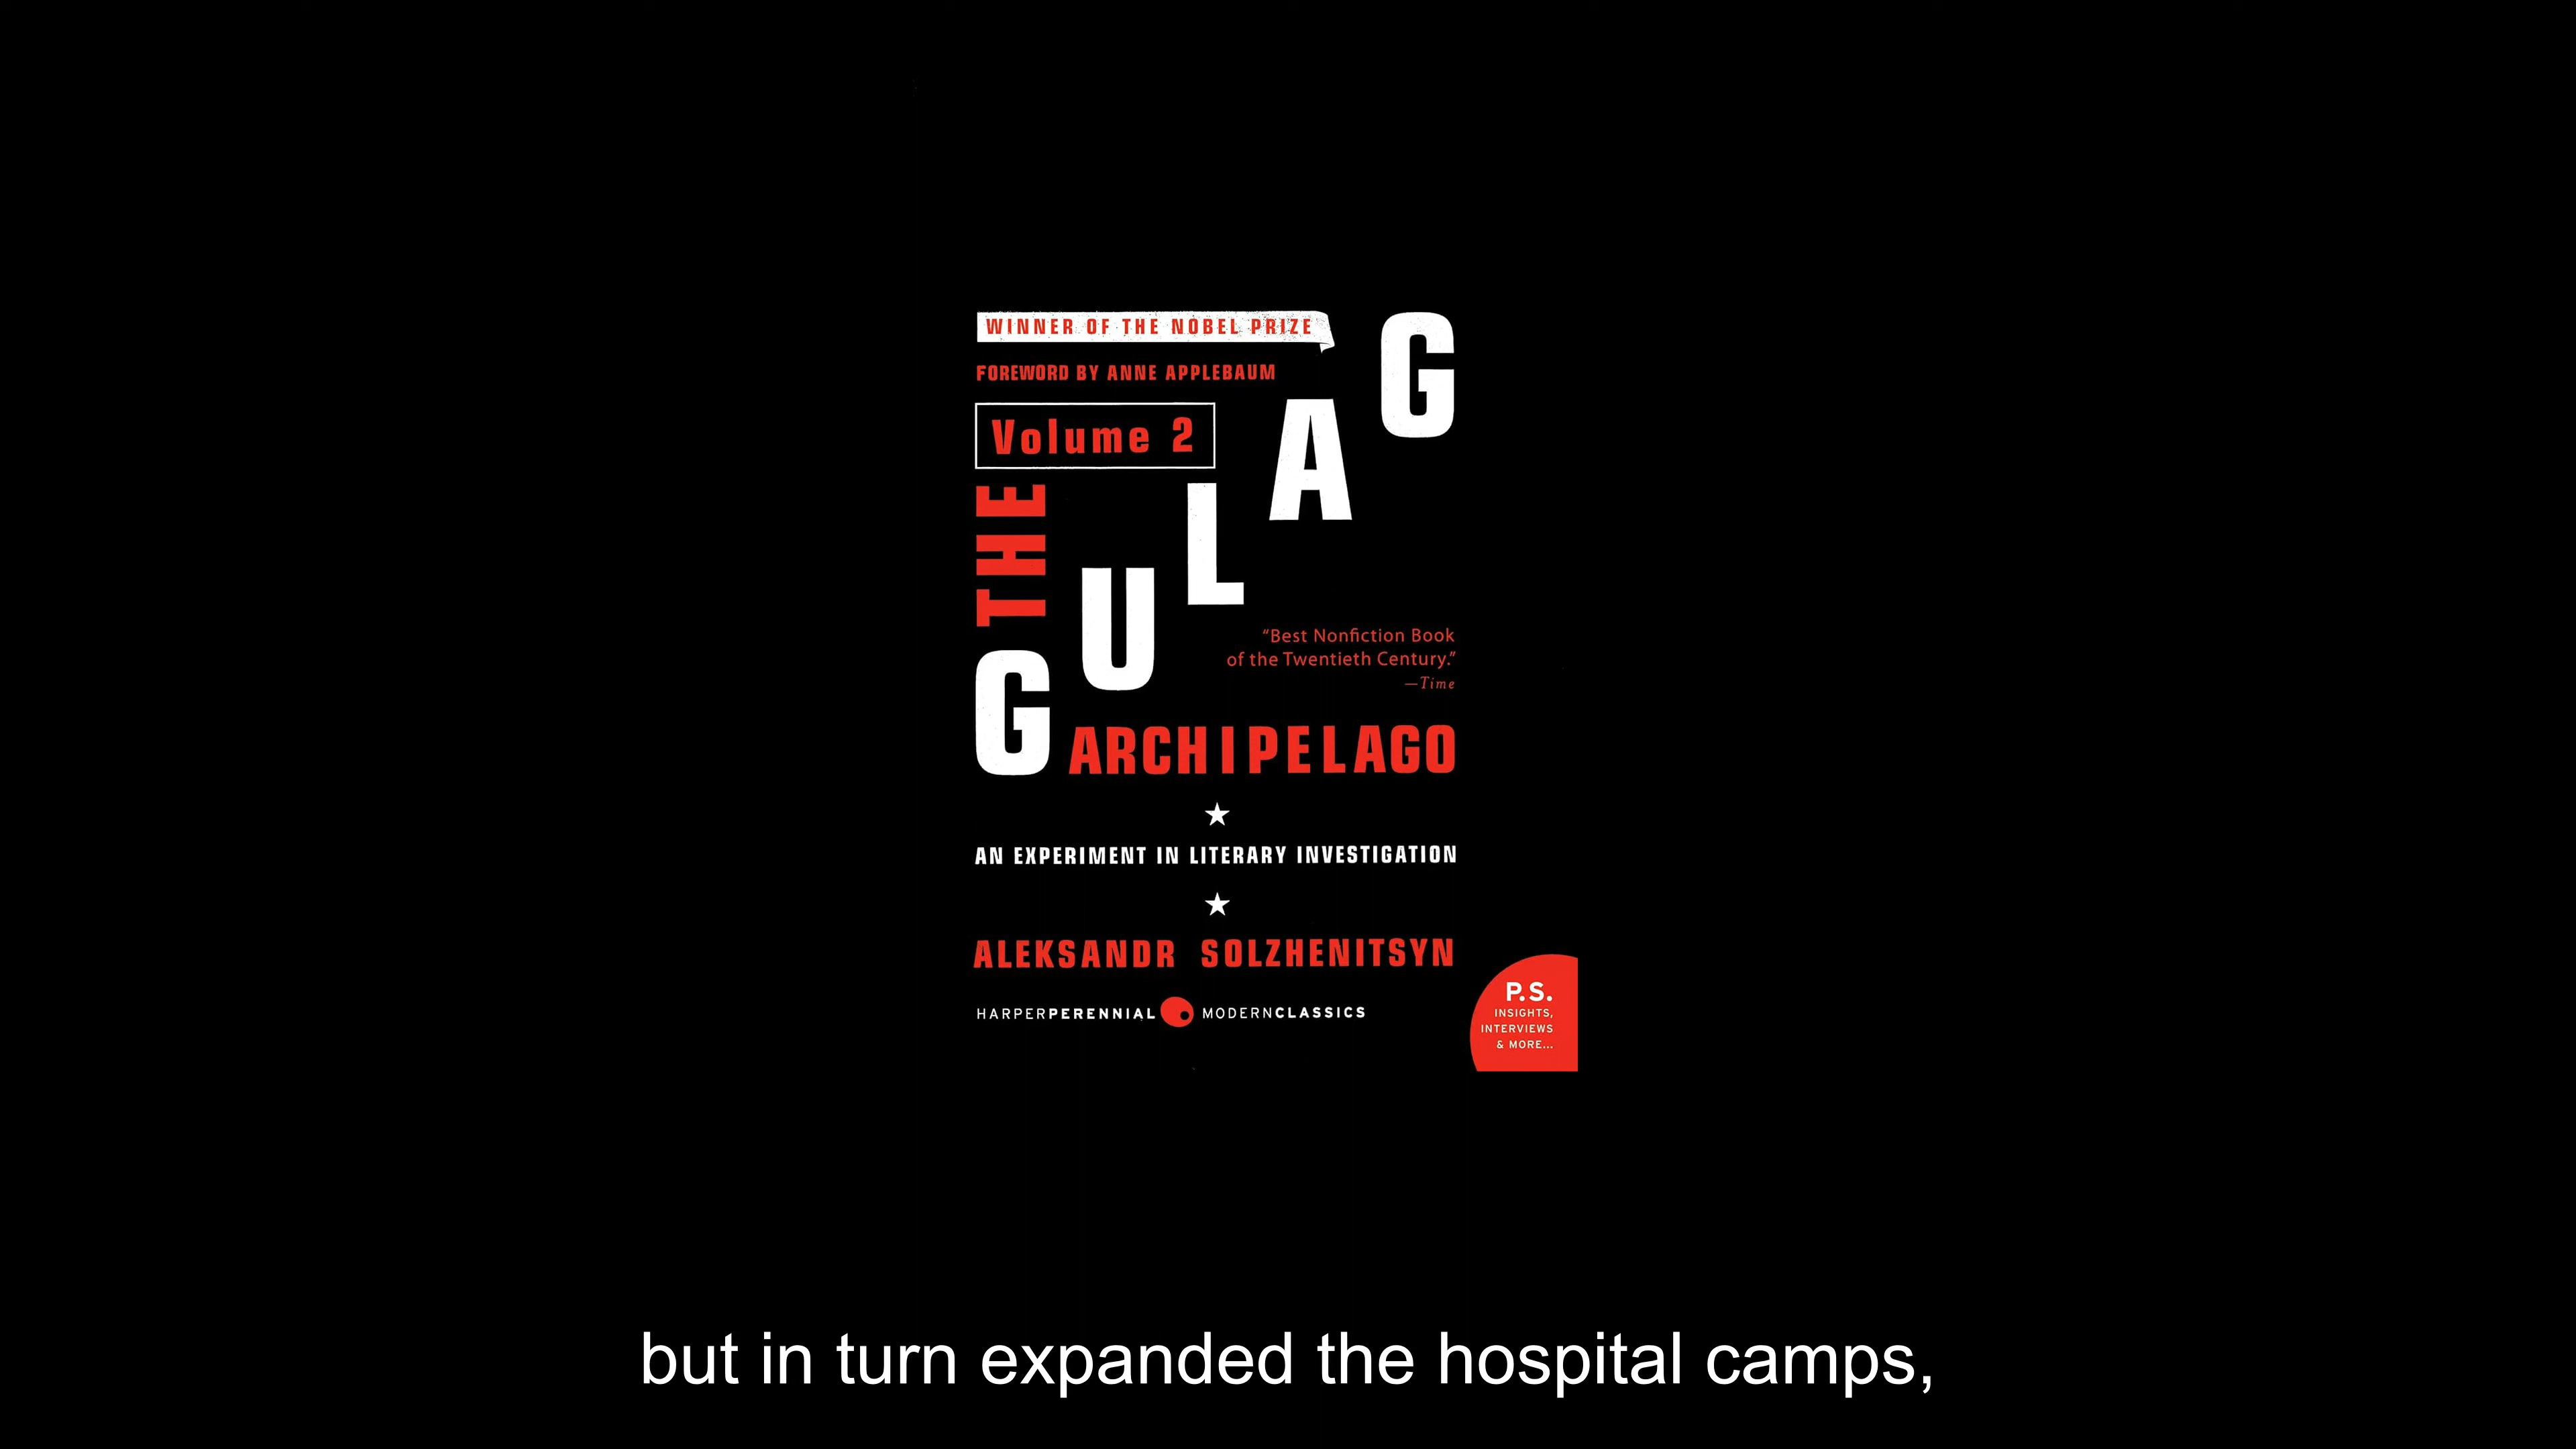 WINNER OF THE NOBEL PRIZE
FOREWORD BY ANNE APPLEBAUM
Volume 2
THE
GULAG
"Best Nonfiction Book
of the Twentieth Century."
—Time
ARCHIPELAGO
AN EXPERIMENT IN LITERARY INVESTIGATION
ALEKSANDR SOLZHENITSYN
HARPERPERENNIAL MODERNCLASSICS
P.S.
INSIGHTS,
INTERVIEWS
& MORE...
but in turn expanded the hospital camps,